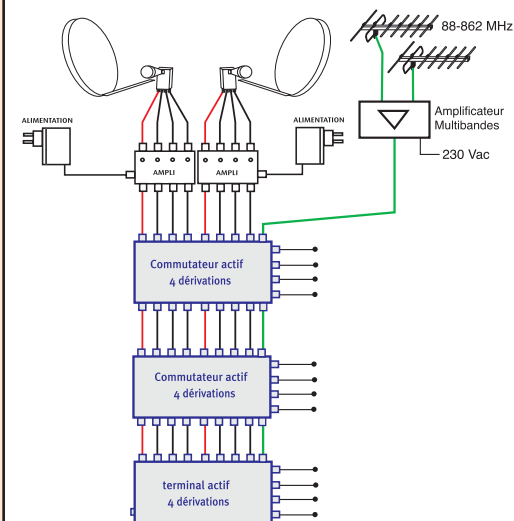 88-862 MHz
ALIMENTATION
ALIMENTATION
Amplificateur
Multibandes
230 Vac
AMPLI
AMPLI
Commutateur actif
4 dérivations
Commutateur actif
4 dérivations
terminal actif
4 dérivations